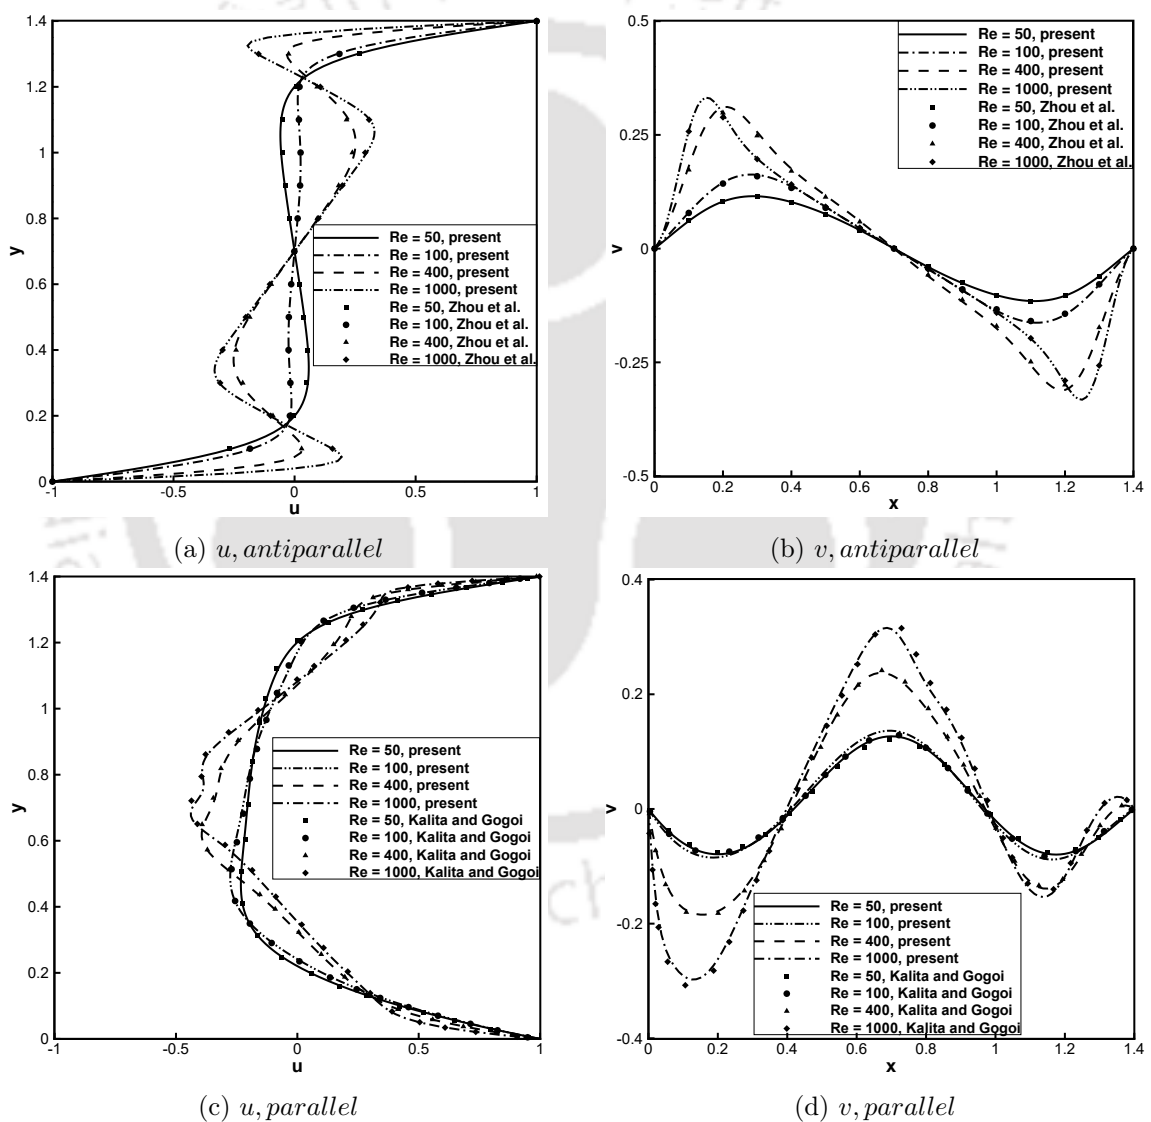 1.4
1.2
1
0.8
0.6
0.4
0.2
0
y
-1
-0.5
0
0.5
1
u
Re = 50, present
Re = 100, present
Re = 400, present
Re = 1000, present
Re = 50, Zhou et al.
Re = 100, Zhou et al.
Re = 400, Zhou et al.
Re = 1000, Zhou et al.
(a) u, antiparallel
0.5
0.25
0
-0.25
-0.5
v
0
0.2
0.4
0.6
0.8
1
1.2
1.4
x
Re = 50, present
Re = 100, present
Re = 400, present
Re = 1000, present
Re = 50, Zhou et al.
Re = 100, Zhou et al.
Re = 400, Zhou et al.
Re = 1000, Zhou et al.
(b) v, antiparallel
1.4
1.2
1
0.8
0.6
0.4
0.2
0
y
-1
-0.5
0
0.5
1
u
Re = 50, present
Re = 100, present
Re = 400, present
Re = 1000, present
Re = 50, Kalita and Gogoi
Re = 100, Kalita and Gogoi
Re = 400, Kalita and Gogoi
Re = 1000, Kalita and Gogoi
(c) u, parallel
0.4
0.2
0
-0.2
-0.4
v
0
0.2
0.4
0.6
0.8
1
1.2
1.4
x
Re = 50, present
Re = 100, present
Re = 400, present
Re = 1000, present
Re = 50, Kalita and Gogoi
Re = 100, Kalita and Gogoi
Re = 400, Kalita and Gogoi
Re = 1000, Kalita and Gogoi
(d) v, parallel